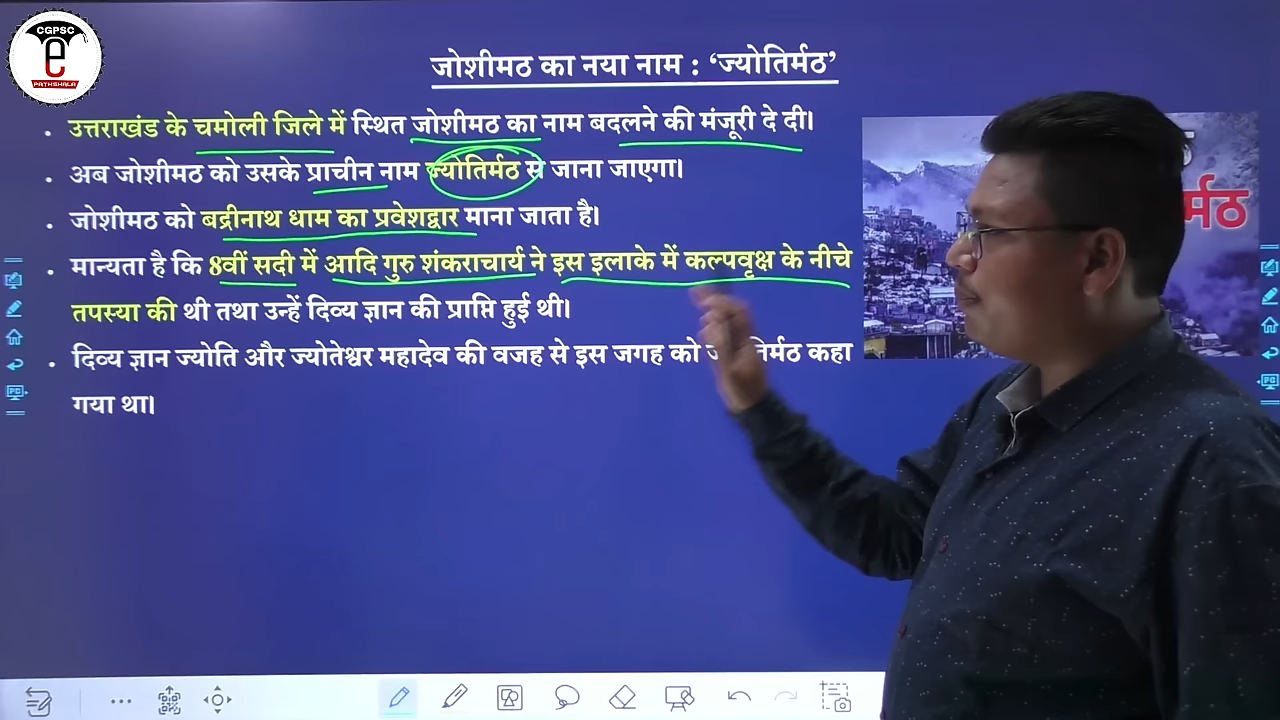 CGPSC
e
PATHSHALA
जोशीमठ का नया नाम : ‘ज्योतिर्मठ’
• उत्तराखंड के चमोली जिले में स्थित जोशीमठ का नाम बदलने की मंजूरी दे दी।
• अब जोशीमठ को उसके प्राचीन नाम ज्योतिर्मठ से जाना जाएगा।
• जोशीमठ को बद्रीनाथ धाम का प्रवेशद्वार माना जाता है।
• मान्यता है कि 8वीं सदी में आदि गुरु शंकराचार्य ने इस इलाके में कल्पवृक्ष के नीचे
तपस्या की थी तथा उन्हें दिव्य ज्ञान की प्राप्ति हुई थी।
• दिव्य ज्ञान ज्योति और ज्योतेश्वर महादेव की वजह से इस जगह को कहा
गया था।
र्मठ
PC
PC